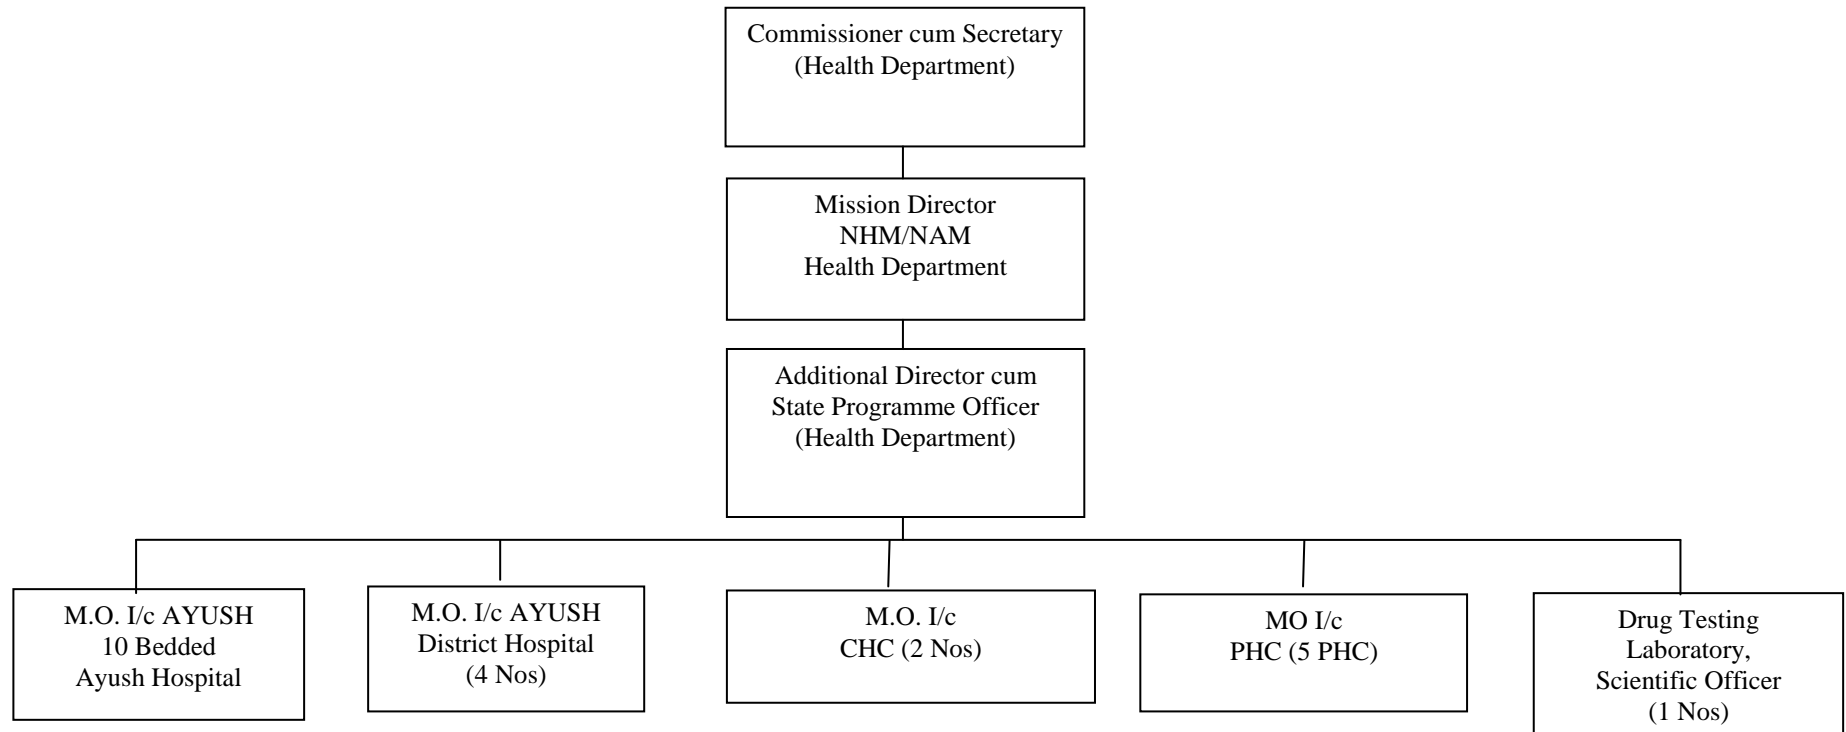 Commissioner cum Secretary
(Health Department)
Mission Director
NHM/NAM
Health Department
Additional Director cum
State Programme Officer
(Health Department)
M.O. I/c AYUSH
10 Bedded
Ayush Hospital
M.O. I/c AYUSH
District Hospital
(4 Nos)
M.O. I/c
CHC (2 Nos)
MO I/c
PHC (5 PHC)
Drug Testing
Laboratory,
Scientific Officer
(1 Nos)